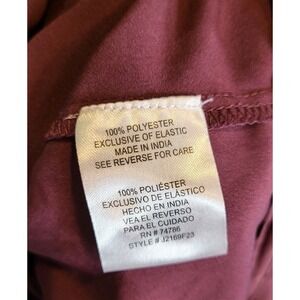 100% POLYESTER
EXCLUSIVE OF ELASTIC
MADE IN INDIA
SEE REVERSE FOR CARE
100% POLIÉSTER
EXCLUSIVO DE ELÁSTICO
HECHO EN INDIA
VEA EL REVERSO
PARA EL CUIDADO
RN # 74786
STYLE # J2169F23